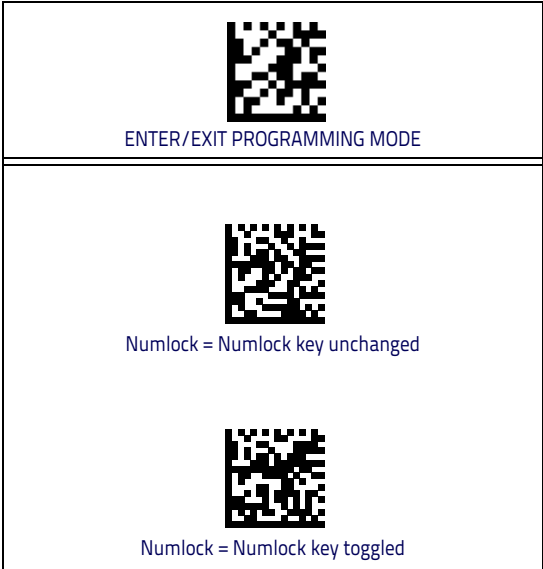 ENTER/EXIT PROGRAMMING MODE
Numlock = Numlock key unchanged
Numlock = Numlock key toggled